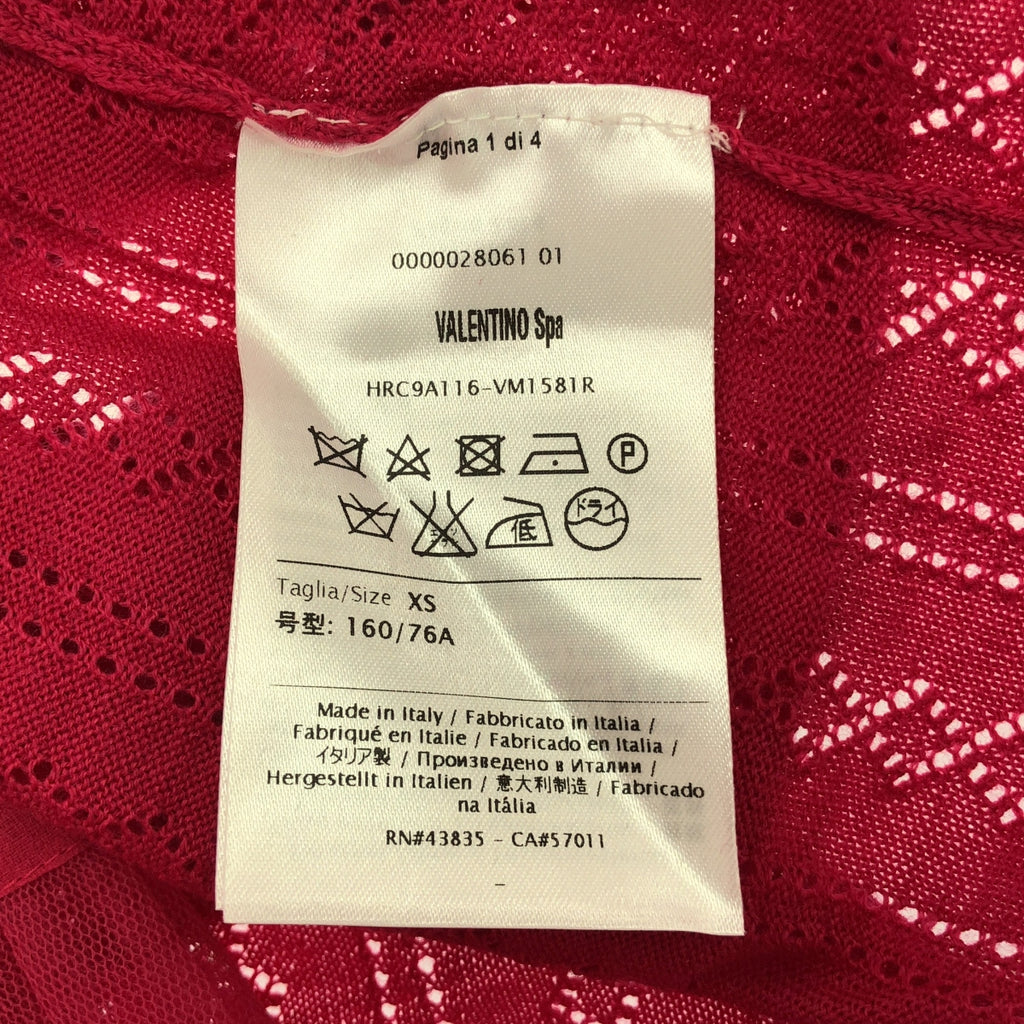 Pagina 1 di 4
0000028061 01
VALENTINO Spa
HRC9A116-VM1581R
P
ドライ
低
Taglia/Size XS
号型: 160/76A
Made in Italy / Fabbricato in Italia /
Fabriqué en Italie / Fabricado en Italia /
イタリア製 / Произведено в Италии /
Hergestellt in Italien / 意大利制造 / Fabricado
na Itália
RN#43835 - CA#57011
-